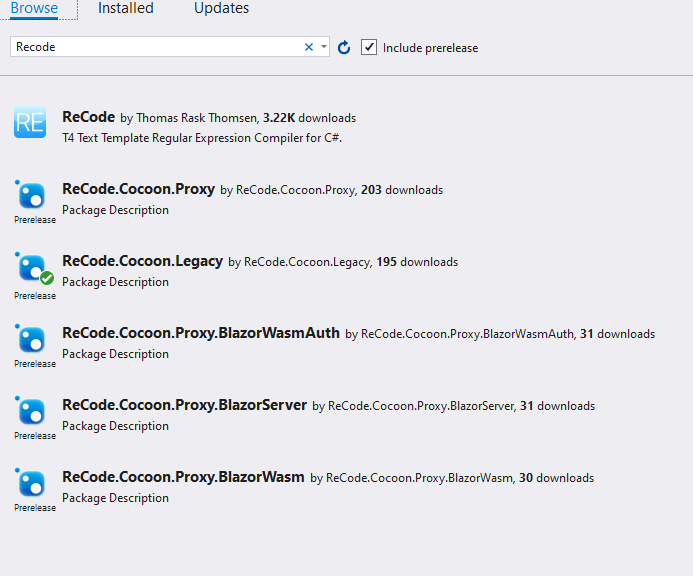 Browse Installed Updates
Recode Include prerelease
RE ReCode by Thomas Rask Thomsen, 3.22K downloads
T4 Text Template Regular Expression Compiler for C#.
ReCode.Cocoon.Proxy by ReCode.Cocoon.Proxy, 203 downloads
Package Description
Prerelease
ReCode.Cocoon.Legacy by ReCode.Cocoon.Legacy, 195 downloads
Package Description
Prerelease
ReCode.Cocoon.Proxy.BlazorWasmAuth by ReCode.Cocoon.Proxy.BlazorWasmAuth, 31 downloads
Package Description
Prerelease
ReCode.Cocoon.Proxy.BlazorServer by ReCode.Cocoon.Proxy.BlazorServer, 31 downloads
Package Description
Prerelease
ReCode.Cocoon.Proxy.BlazorWasm by ReCode.Cocoon.Proxy.BlazorWasm, 30 downloads
Package Description
Prerelease